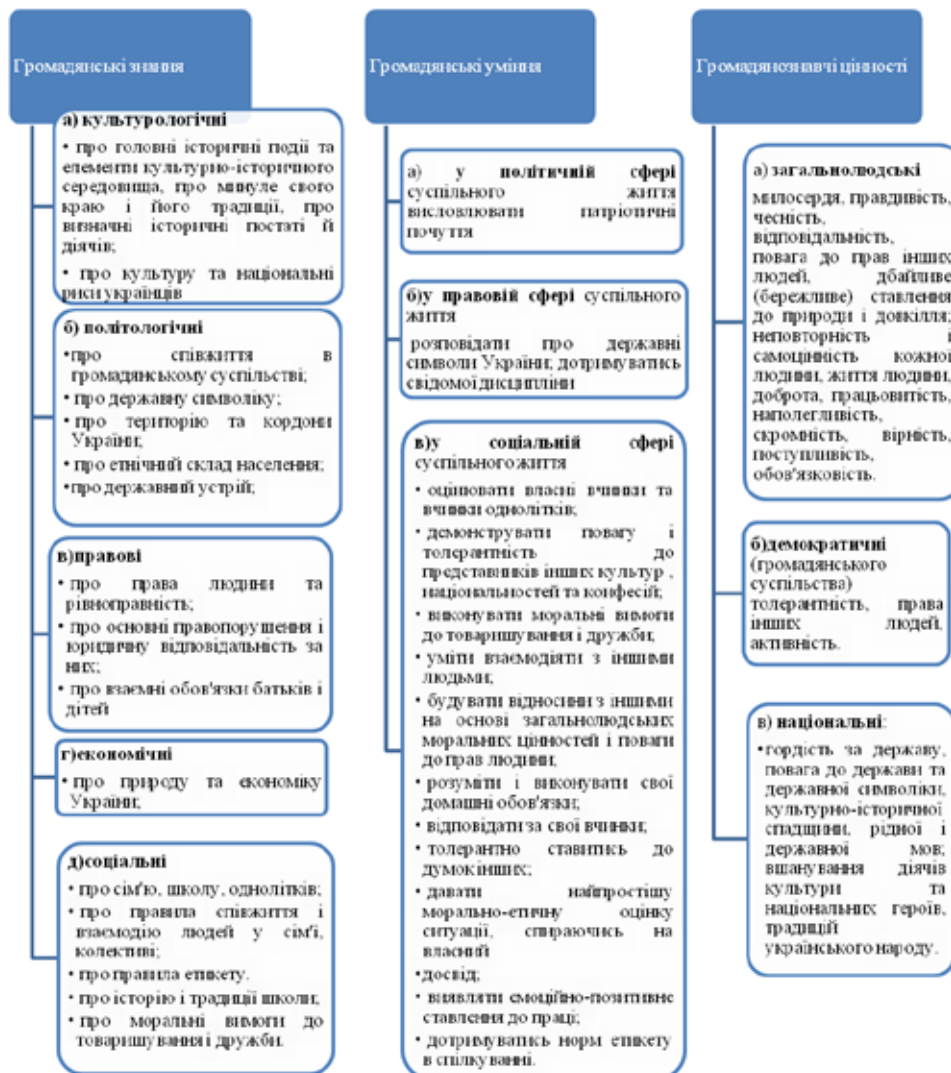 Громадянські знання
а) культурологічні
• про головні історичні події та
елементи культурно-історичного
середовища, про минуле свого
краю і його традиції, про
визначні історичні постаті й
діячів;
• про культуру та національні
риси українців
б) політологічні
•про співжиття в
громадянському суспільстві;
• про державну символіку;
• про територію та кордони
України;
• про етнічний склад населення;
•про державний устрій;
в)правові
• про права людини та
рівноправність;
• про основні правопорушення і
юридичну відповідальність за
них;
• про взаємні обов'язки батьків і
дітей
г)економічні
• про природу та економіку
України;
д)соціальні
• про сім'ю, школу, однолітків;
• про правила співжиття і
взаємодію людей у сім'ї,
колективі;
• про правила етикету.
• про історію і традиції школи;
• про моральні вимоги до
товаришування і дружби.
Громадянські уміння
а) у політичній сфері
суспільного життя
висловлювати патріотичні
почуття
б)у правовій сфері суспільного
життя
розповідати про державні
символи України; дотримуватись
свідомої дисципліни
в)у соціальній сфері
суспільного життя
• оцінювати власні вчинки та
вчинки однолітків;
• демонструвати повагу і
толерантність до
представників інших культур ,
національностей та конфесій;
• виконувати моральні вимоги
до товаришування і дружби;
• уміти взаємодіяти з іншими
людьми;
• будувати відносини з іншими
на основі загальнолюдських
моральних цінностей і поваги
до прав людини;
• розуміти і виконувати свої
домашні обов'язки;
• відповідати за свої вчинки;
• толерантно ставитись до
думок інших;
• давати найпростішу
морально-етичну оцінку
ситуації, спираючись на
власний
•досвід;
• виявляти емоційно-позитивне
ставлення до праці;
• дотримуватись норм етикету
в спілкуванні.
Громадянознавчі цінності
а) загальнолюдські
милосердя, правдивість,
чесність,
відповідальність,
повага до прав інших
людей, дбайливе
(бережливе) ставлення
до природи і довкілля;
неповторність і
самоцінність кожної
людини, життя людини,
доброта, працьовитість,
наполегливість,
скромність, вірність,
поступливість,
обов'язковість.
б)демократичні
(громадянського
суспільства)
толерантність, права
інших людей,
активність.
в) національні:
•гордість за державу,
повага до держави та
державної символіки,
культурно-історичної
спадщини, рідної і
державної мов;
вшанування діячів
культури та
національних героїв,
традицій
українського народу.